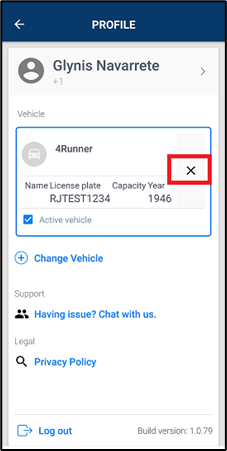 PROFILE
Glynis Navarrete
+1
Vehicle
4Runner
Name License plate Capacity Year
RJTEST1234 1946
Active vehicle
Change Vehicle
Support
Having issue? Chat with us.
Legal
Privacy Policy
Log out Build version: 1.0.79